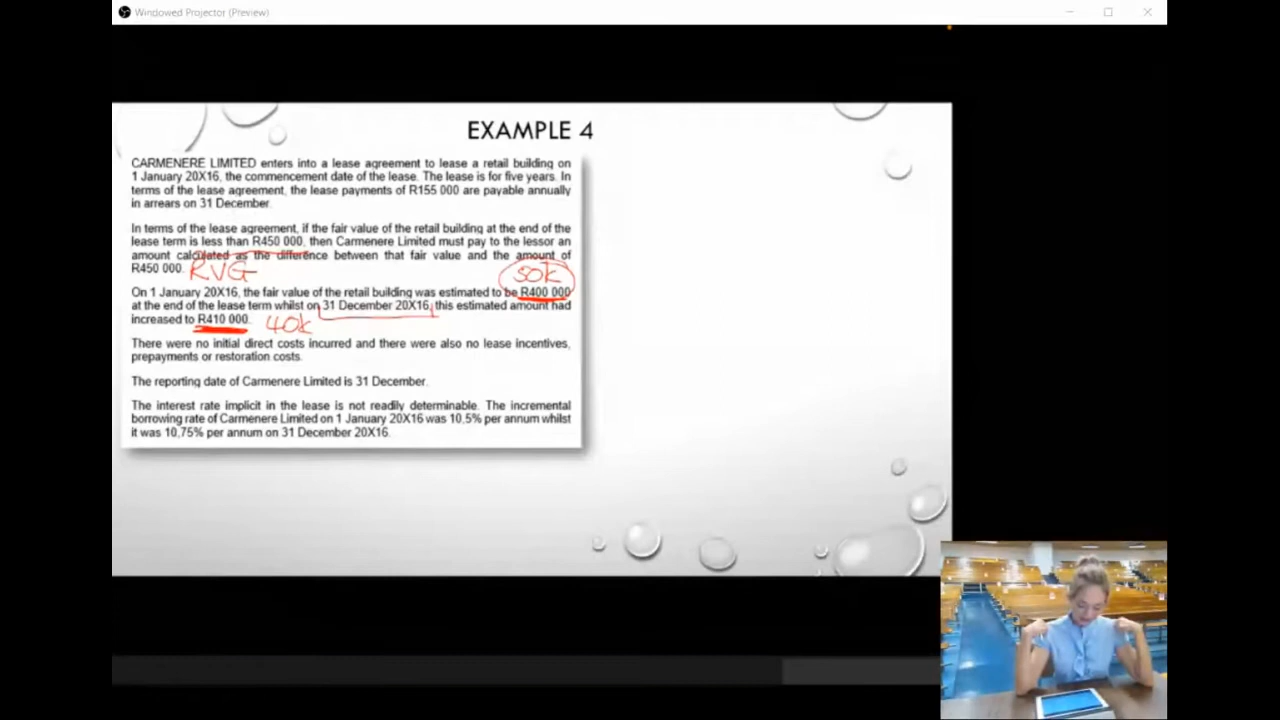 Windowed Projector (Preview)
EXAMPLE 4
CARMENERE LIMITED enters into a lease agreement to lease a retail building on
1 January 20X16, the commencement date of the lease. The lease is for five years. In
terms of the lease agreement, the lease payments of R155 000 are payable annually
in arrears on 31 December.
In terms of the lease agreement, if the fair value of the retail building at the end of the
lease term is less than R450 000, then Carmenere Limited must pay to the lessor an
amount calculated as the difference between that fair value and the amount of
R450 000. RVG
50k
On 1 January 20X16, the fair value of the retail building was estimated to be R400 000
at the end of the lease term whilst on 31 December 20X16, this estimated amount had
increased to R410 000. 40k
There were no initial direct costs incurred and there were also no lease incentives,
prepayments or restoration costs.
The reporting date of Carmenere Limited is 31 December.
The interest rate implicit in the lease is not readily determinable. The incremental
borrowing rate of Carmenere Limited on 1 January 20X16 was 10,5% per annum whilst
it was 10,75% per annum on 31 December 20X16.